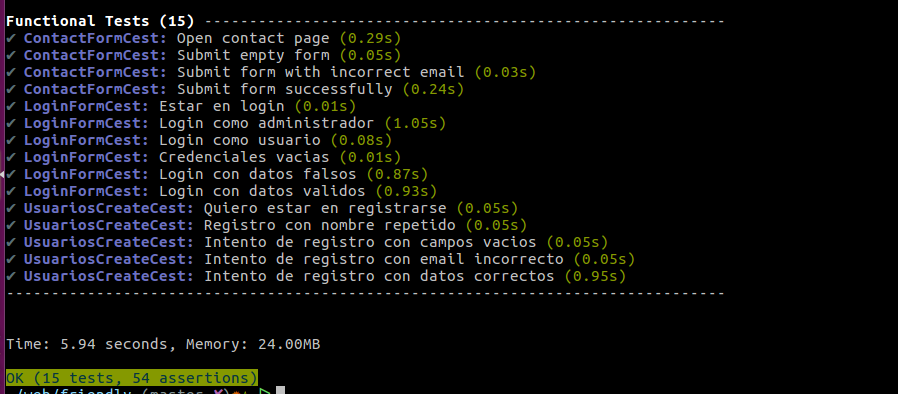 Functional Tests (15) ----------------------------------------------------------
✔ ContactFormCest: Open contact page (0.29s)
✔ ContactFormCest: Submit empty form (0.05s)
✔ ContactFormCest: Submit form with incorrect email (0.03s)
✔ ContactFormCest: Submit form successfully (0.24s)
✔ LoginFormCest: Estar en login (0.01s)
✔ LoginFormCest: Login como administrador (1.05s)
✔ LoginFormCest: Login como usuario (0.08s)
✔ LoginFormCest: Credenciales vacias (0.01s)
✔ LoginFormCest: Login con datos falsos (0.87s)
✔ LoginFormCest: Login con datos validos (0.93s)
✔ UsuariosCreateCest: Quiero estar en registrarse (0.05s)
✔ UsuariosCreateCest: Registro con nombre repetido (0.05s)
✔ UsuariosCreateCest: Intento de registro con campos vacios (0.05s)
✔ UsuariosCreateCest: Intento de registro con email incorrecto (0.05s)
✔ UsuariosCreateCest: Intento de registro con datos correctos (0.95s)
--------------------------------------------------------------------------------
Time: 5.94 seconds, Memory: 24.00MB
OK (15 tests, 54 assertions)
~/web/friendly (master